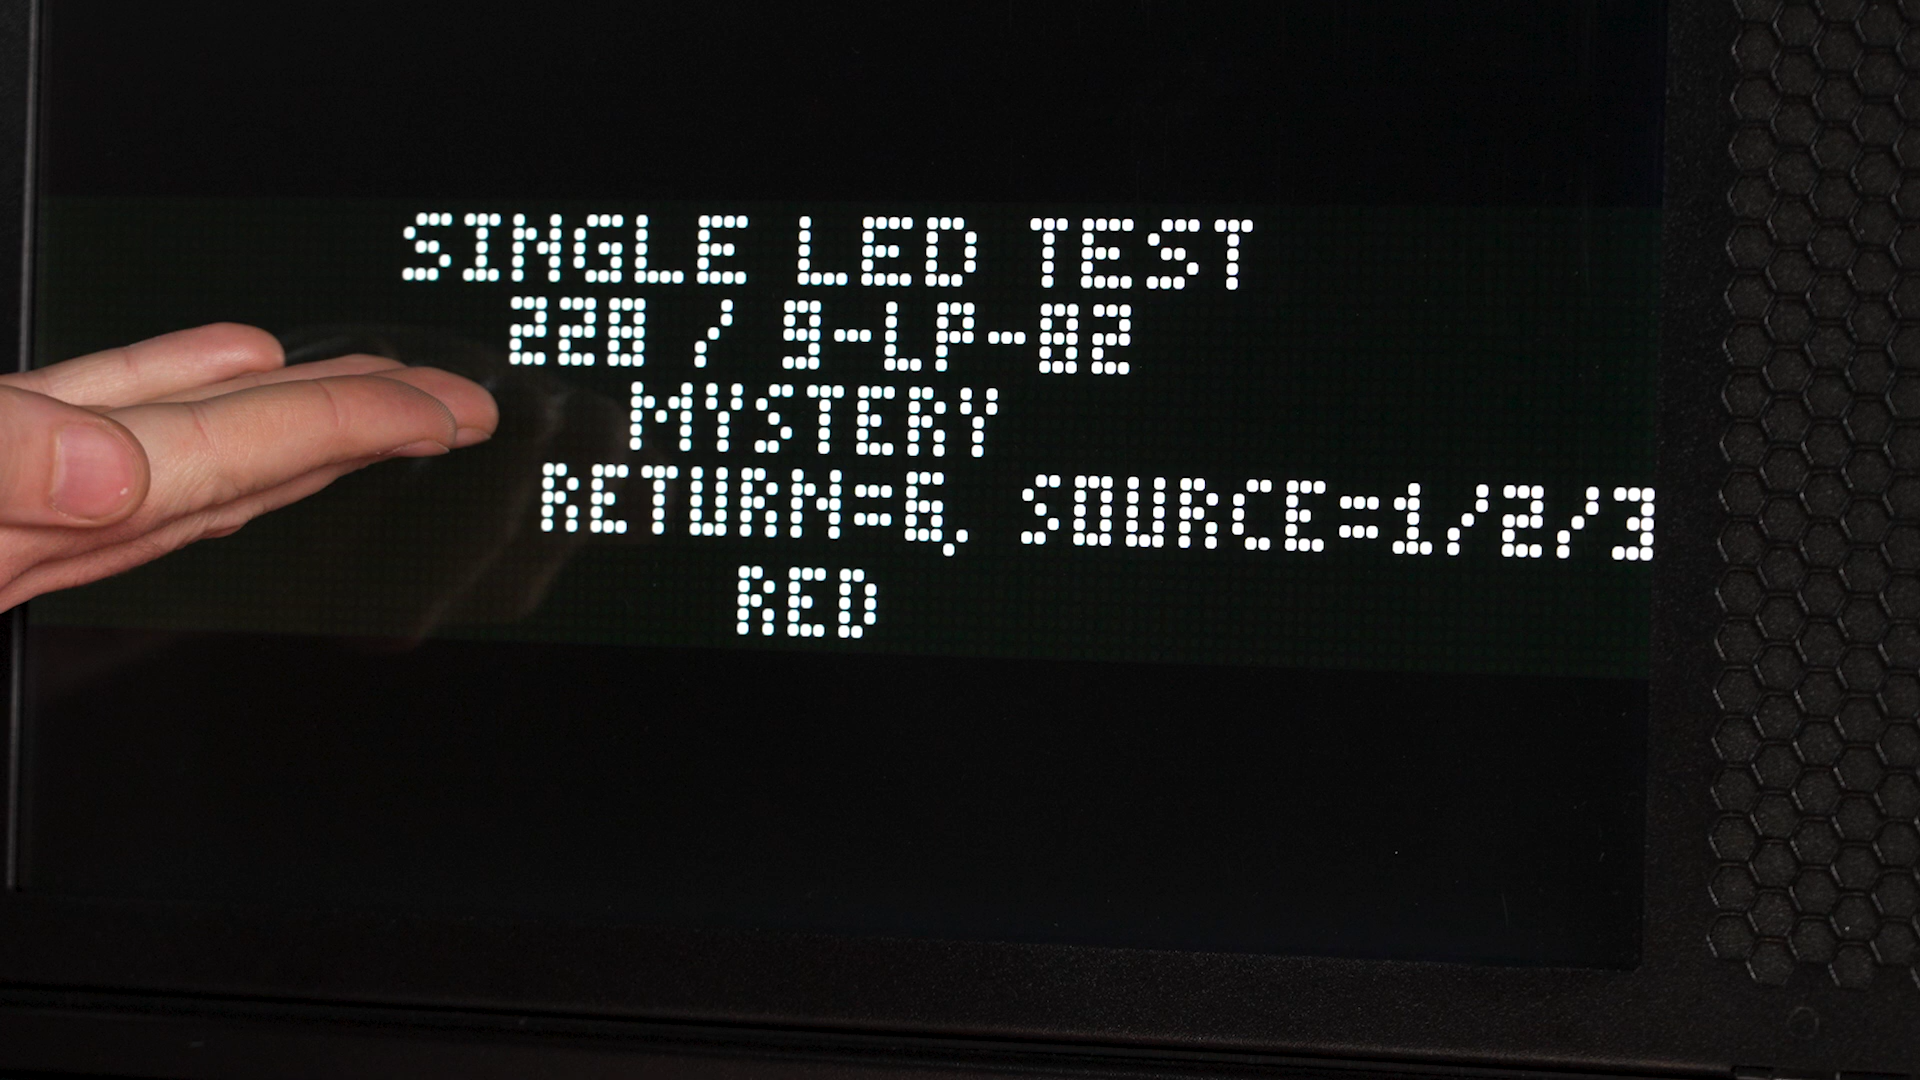 SINGLE LED TEST
228 / 9-LP-82
MYSTERY
RETURN=6, SOURCE=1/2/3
RED